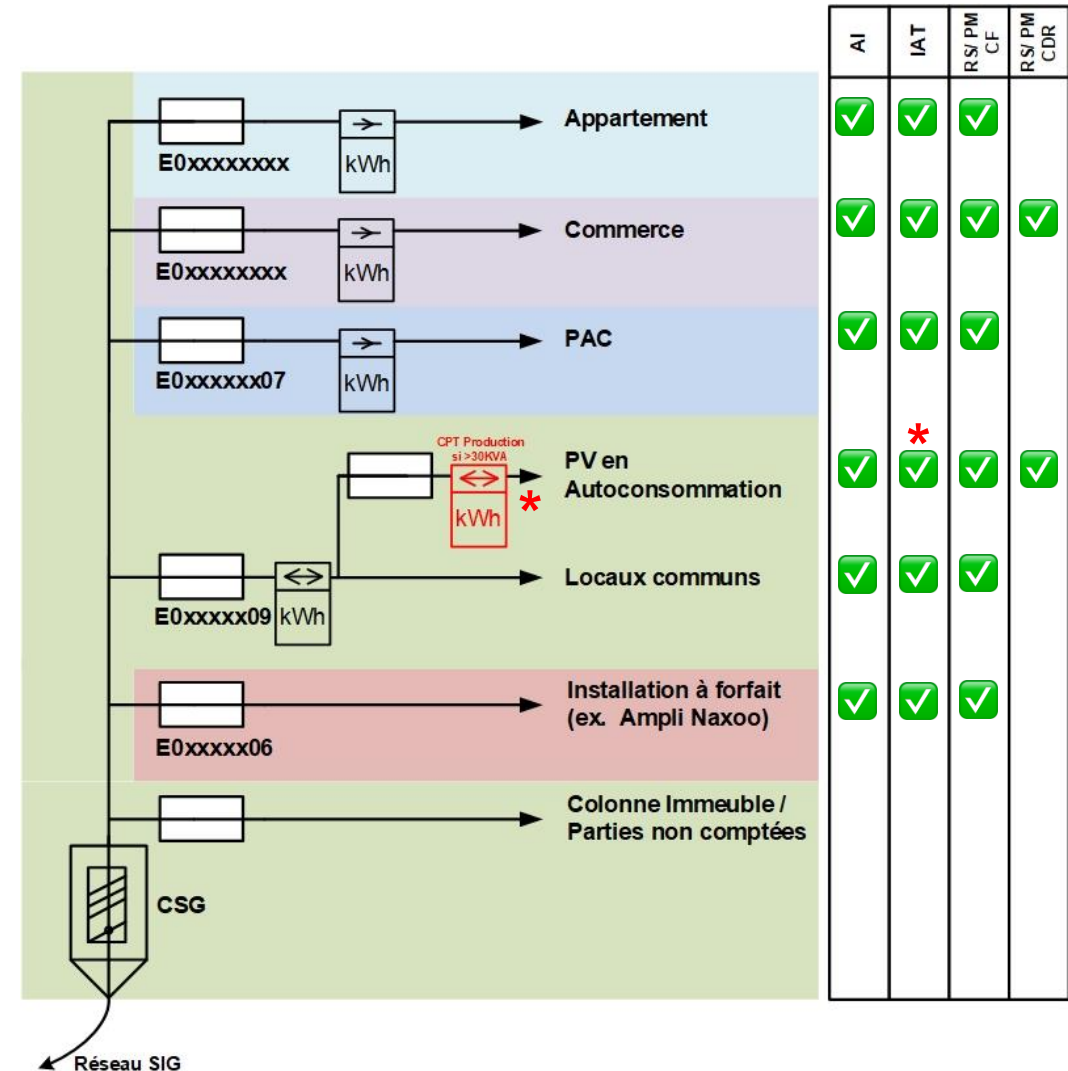 AI
IAT
RS/ PM
CF
RS/ PM
CDR
Appartement
E0xxxxxxxx
kWh
Commerce
E0xxxxxxxx
kWh
PAC
E0xxxxxx07
kWh
CPT Production
si >30KVA
PV en
Autoconsommation
*
kWh
*
Locaux communs
E0xxxxx09
kWh
Installation à forfait
(ex. Ampli Naxoo)
E0xxxxx06
Colonne Immeuble /
Parties non comptées
CSG
Réseau SIG